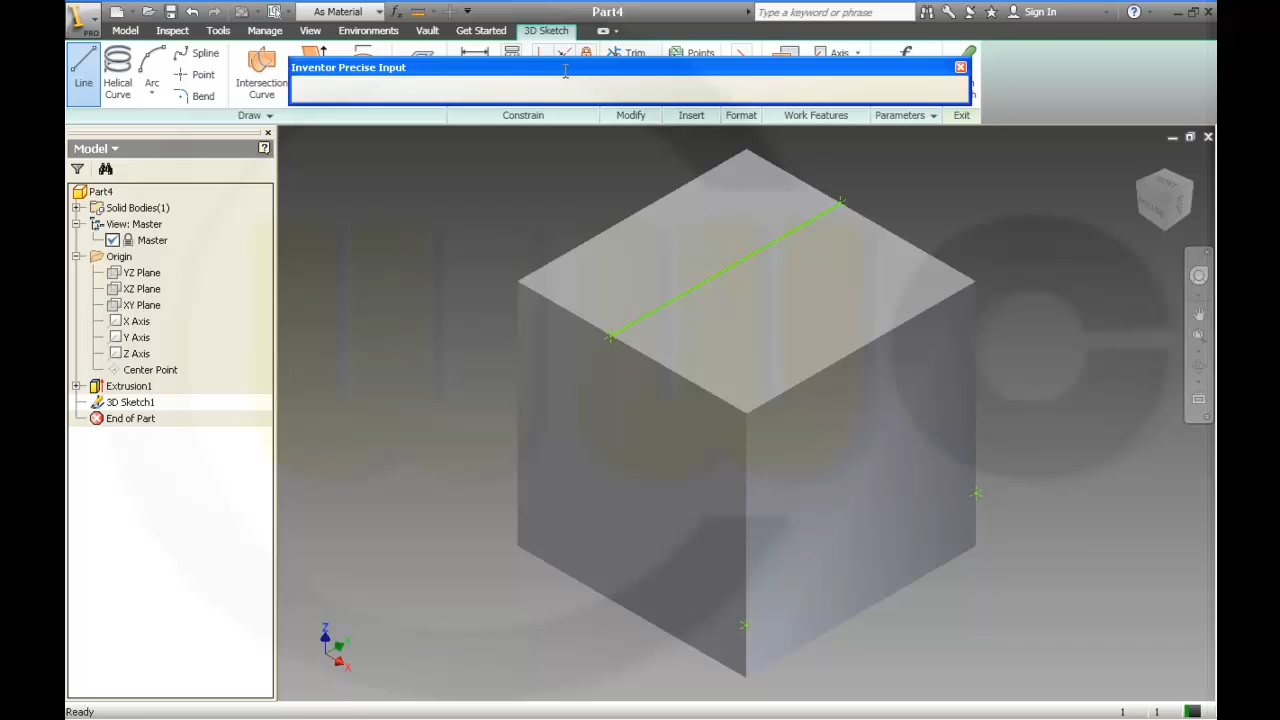 PRO
As Material
Part4
Type a keyword or phrase
Sign In
Model Inspect Tools Manage View Environments Vault Get Started 3D Sketch
Line
Helical Curve
Arc
Spline
Point
Bend
Intersection Curve
Trim
Points
Axis
Inventor Precise Input
Draw
Constrain
Modify
Insert
Format
Work Features
Parameters
Exit
Model
Part4
Solid Bodies(1)
View: Master
Master
Origin
YZ Plane
XZ Plane
XY Plane
X Axis
Y Axis
Z Axis
Center Point
Extrusion1
3D Sketch1
End of Part
Z
X
Ready
1 1